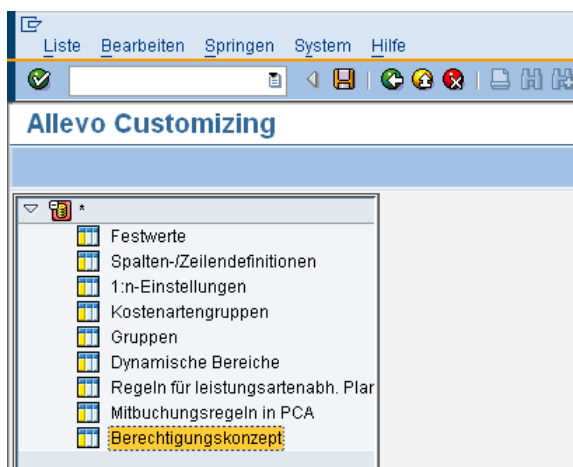 Liste Bearbeiten Springen System Hilfe
Allevo Customizing
*
Festwerte
Spalten-/Zeilendefinitionen
1:n-Einstellungen
Kostenartengruppen
Gruppen
Dynamische Bereiche
Regeln für leistungsartenabh. Plar
Mitbuchungsregeln in PCA
Berechtigungskonzept